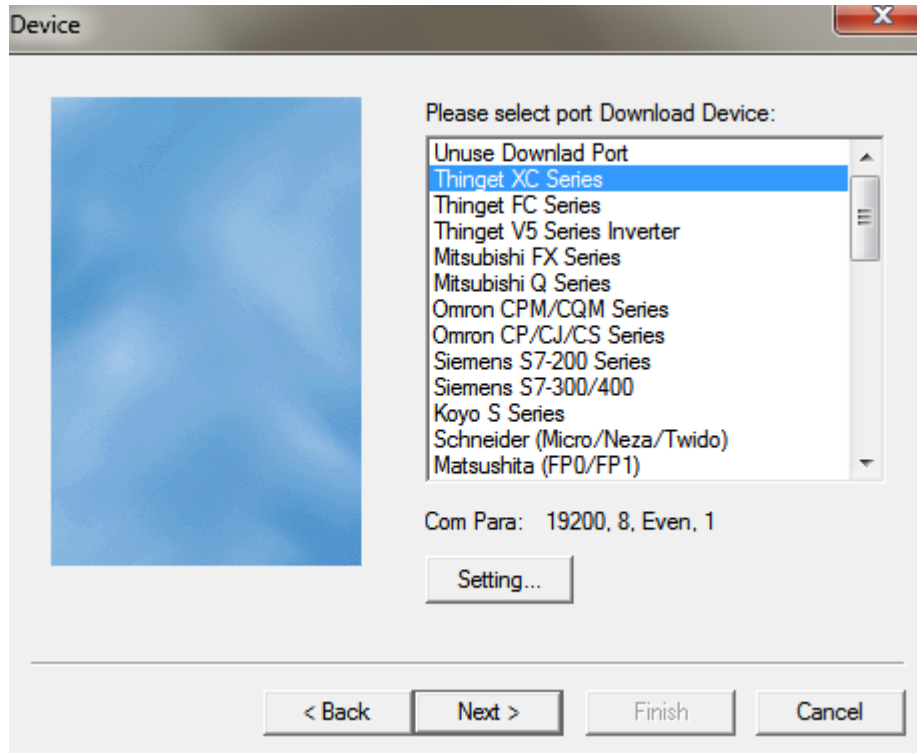 Device
Please select port Download Device:
Unuse Downlad Port
Thinget XC Series
Thinget FC Series
Thinget V5 Series Inverter
Mitsubishi FX Series
Mitsubishi Q Series
Omron CPM/CQM Series
Omron CP/CJ/CS Series
Siemens S7-200 Series
Siemens S7-300/400
Koyo S Series
Schneider (Micro/Neza/Twido)
Matsushita (FP0/FP1)
Com Para: 19200, 8, Even, 1
Setting...
< Back Next > Finish Cancel